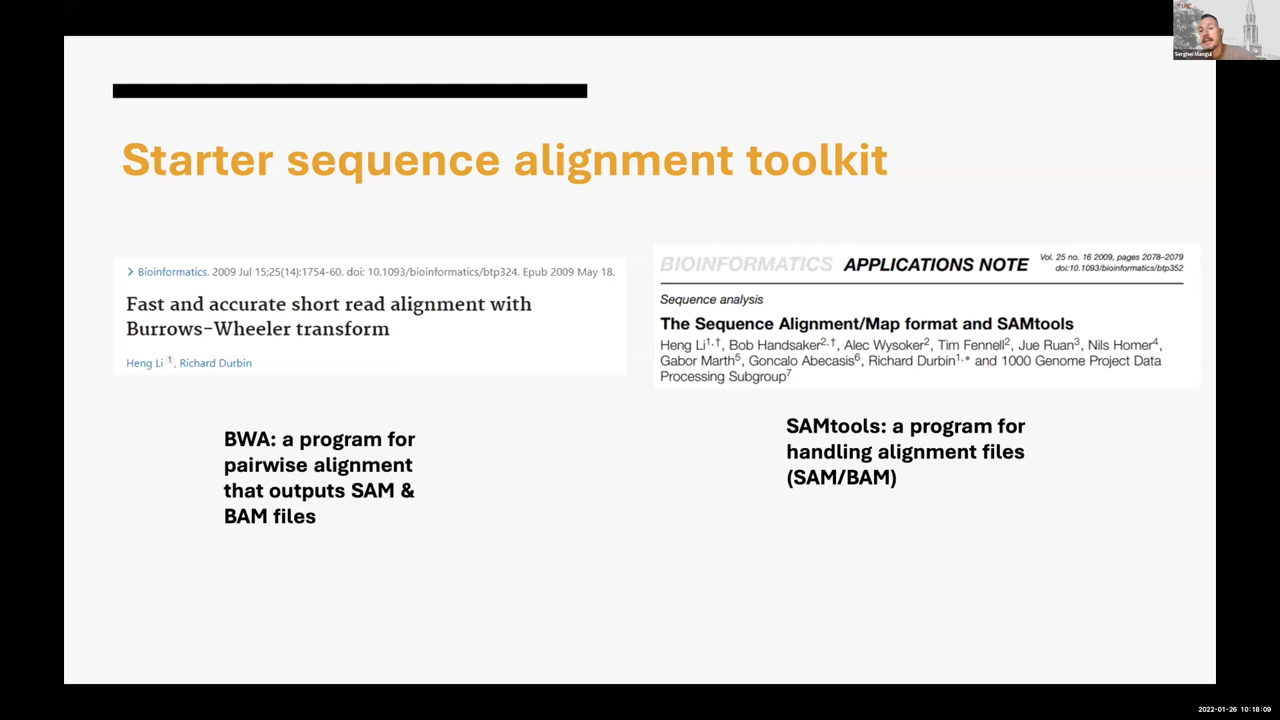 Serghei Mangul
Starter sequence alignment toolkit
> Bioinformatics. 2009 Jul 15;25(14):1754-60. doi: 10.1093/bioinformatics/btp324. Epub 2009 May 18.
Fast and accurate short read alignment with
Burrows-Wheeler transform
Heng Li 1, Richard Durbin
BWA: a program for
pairwise alignment
that outputs SAM &
BAM files
BIOINFORMATICS APPLICATIONS NOTE Vol. 25 no. 16 2009, pages 2078–2079
doi:10.1093/bioinformatics/btp352
Sequence analysis
The Sequence Alignment/Map format and SAMtools
Heng Li1,†, Bob Handsaker2,†, Alec Wysoker2, Tim Fennell2, Jue Ruan3, Nils Homer4,
Gabor Marth5, Goncalo Abecasis6, Richard Durbin1,* and 1000 Genome Project Data
Processing Subgroup7
SAMtools: a program for
handling alignment files
(SAM/BAM)
2022-01-26 10:18:09